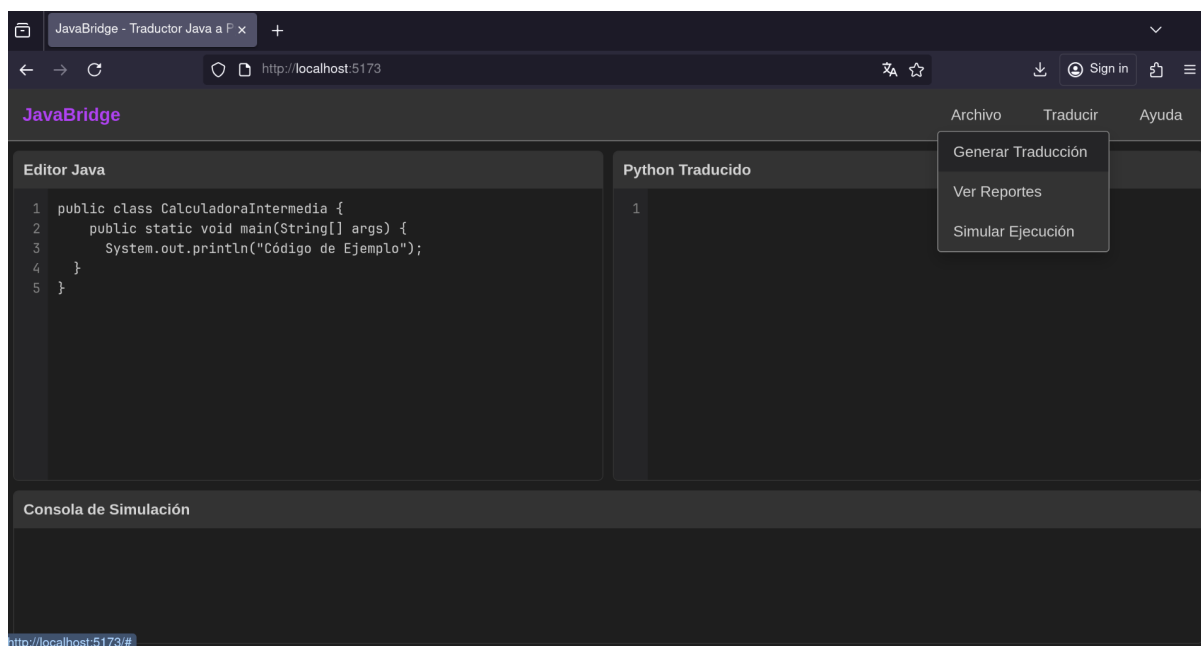 JavaBridge - Traductor Java a P
http://localhost:5173
Sign in
JavaBridge
Archivo Traducir Ayuda
Generar Traducción
Ver Reportes
Simular Ejecución
Editor Java
1 public class CalculadoraIntermedia {
2 public static void main(String[] args) {
3 System.out.println("Código de Ejemplo");
4 }
5 }
Python Traducido
1
Consola de Simulación
http://localhost:5173/#